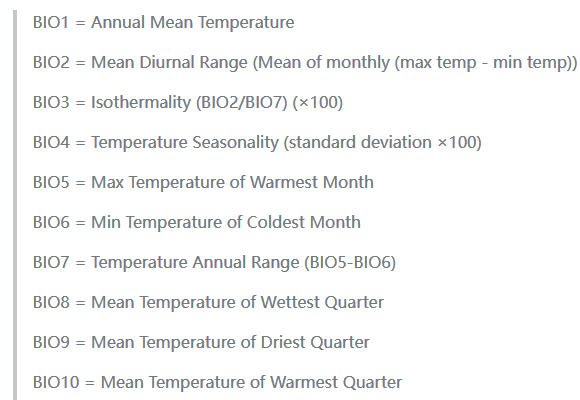 BIO1 = Annual Mean Temperature
BIO2 = Mean Diurnal Range (Mean of monthly (max temp - min temp))
BIO3 = Isothermality (BIO2/BIO7) (×100)
BIO4 = Temperature Seasonality (standard deviation ×100)
BIO5 = Max Temperature of Warmest Month
BIO6 = Min Temperature of Coldest Month
BIO7 = Temperature Annual Range (BIO5-BIO6)
BIO8 = Mean Temperature of Wettest Quarter
BIO9 = Mean Temperature of Driest Quarter
BIO10 = Mean Temperature of Warmest Quarter